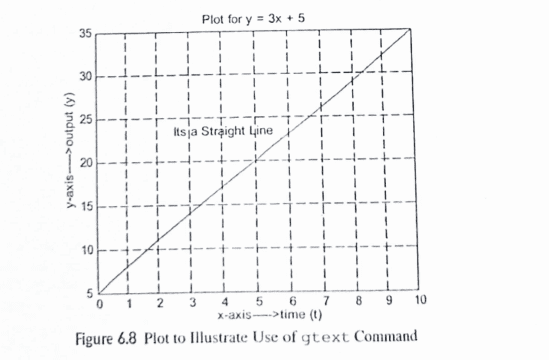 Plot for y = 3x + 5
35
30
25
20
15
10
5
y-axis---->output (y)
Its a Straight Line
0 1 2 3 4 5 6 7 8 9 10
x-axis---->time (t)
Figure 6.8 Plot to Illustrate Use of gtext Command